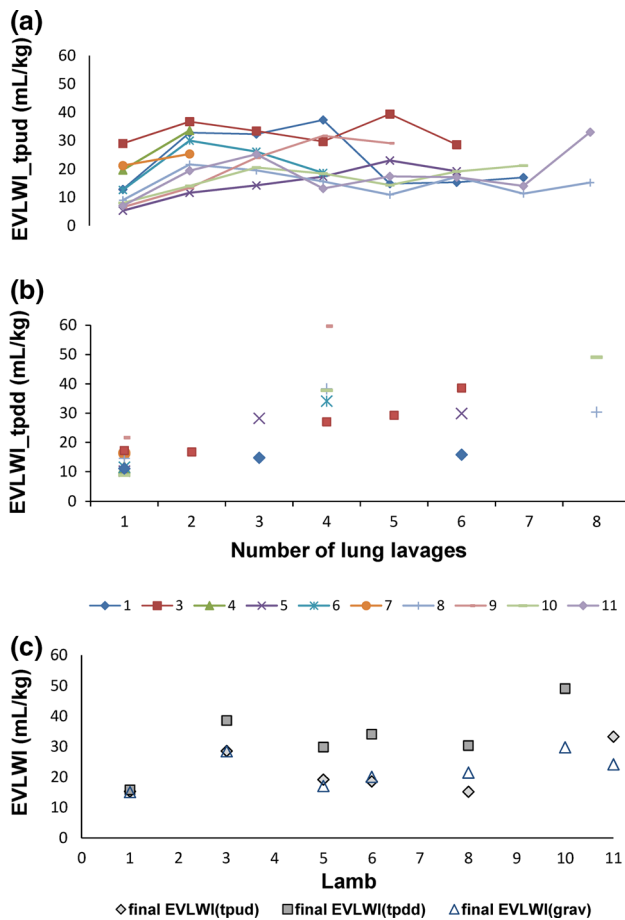 (a)
EVLWI_tpud (mL/kg)
60
50
40
30
20
10
0
(b)
EVLWI_tpdd (mL/kg)
60
50
40
30
20
10
0
1 2 3 4 5 6 7 8
Number of lung lavages
1 3 4 5 6 7 8 9 10 11
(c)
EVLWI (mL/kg)
60
50
40
30
20
10
0
0 1 2 3 4 5 6 7 8 9 10 11
Lamb
final EVLWI(tpud) final EVLWI(tpdd) final EVLWI(grav)